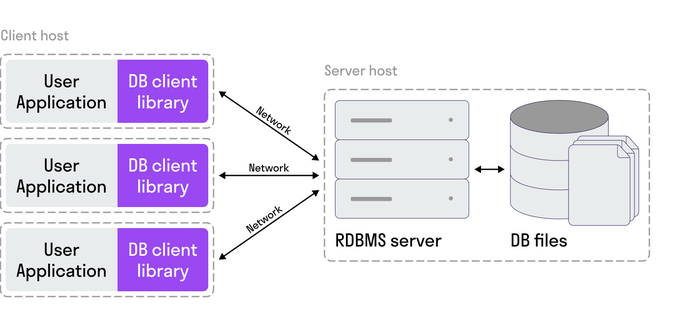 Client host
User
Application
DB client
library
Network
User
Application
DB client
library
Network
User
Application
DB client
library
Network
Server host
RDBMS server
DB files